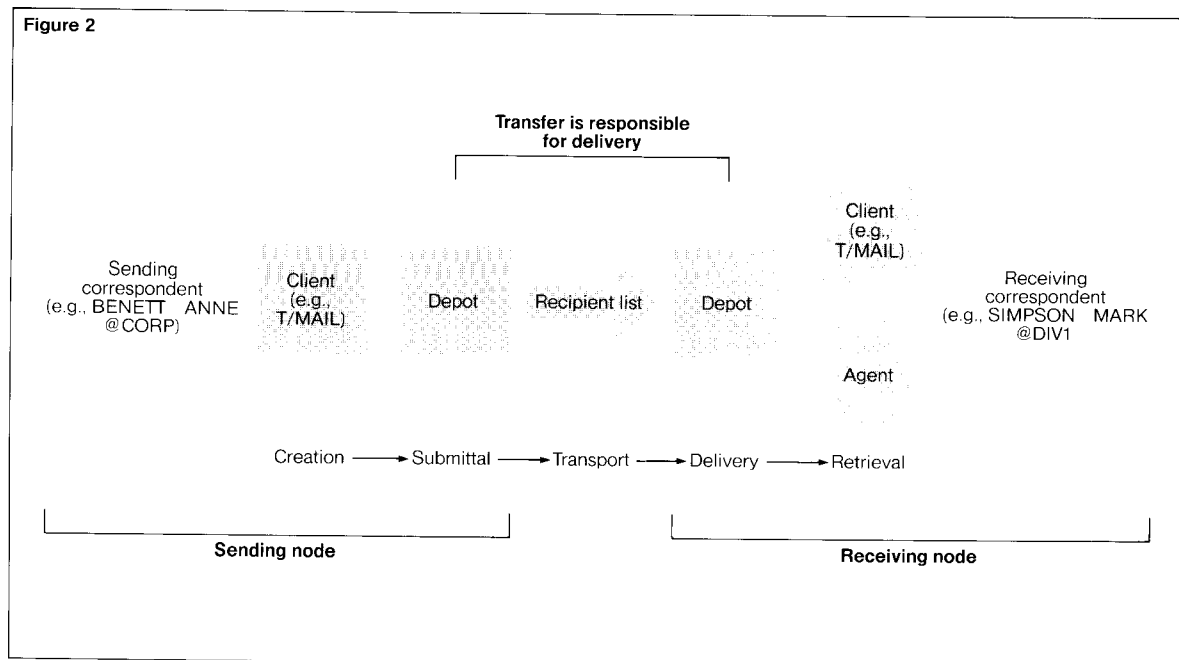 Figure 2
Transfer is responsible
for delivery
Sending
correspondent
(e.g., BENETT ANNE
@CORP)
Client
(e.g.,
T/MAIL)
Depot
Recipient list
Depot
Client
(e.g.,
T/MAIL)
Agent
Receiving
correspondent
(e.g., SIMPSON MARK
@DIV1
Creation Submittal Transport Delivery Retrieval
Sending node
Receiving node